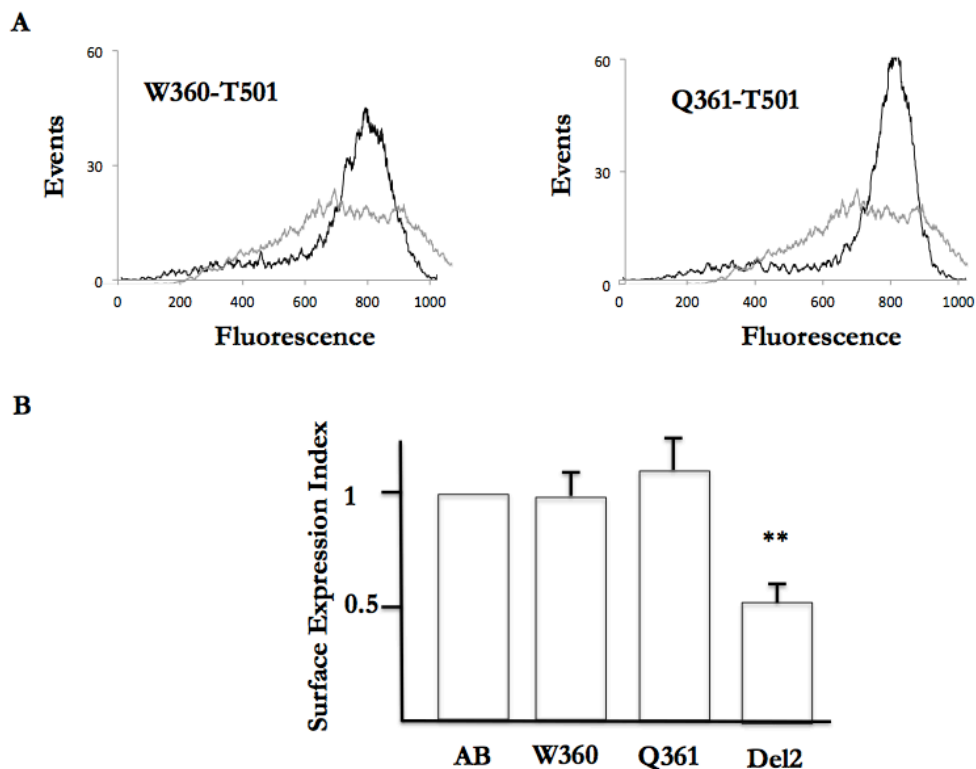 A
60
30
0
Events
W360-T501
0 200 400 600 800 1000
Fluorescence
60
30
0
Events
Q361-T501
0 200 400 600 800 1000
Fluorescence
B
Surface Expression Index
1
0.5
**
AB W360 Q361 Del2